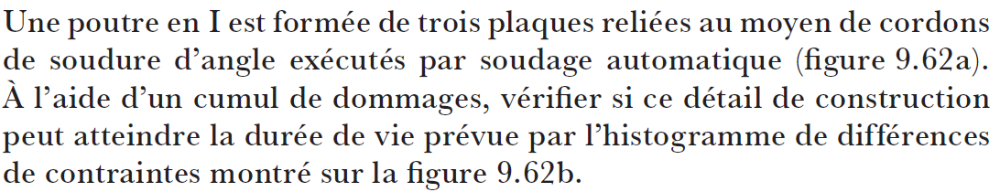 Une poutre en I est formée de trois plaques reliées au moyen de cordons
de soudure d’angle exécutés par soudage automatique (figure 9.62a).
À l’aide d’un cumul de dommages, vérifier si ce détail de construction
peut atteindre la durée de vie prévue par l’histogramme de différences
de contraintes montré sur la figure 9.62b.